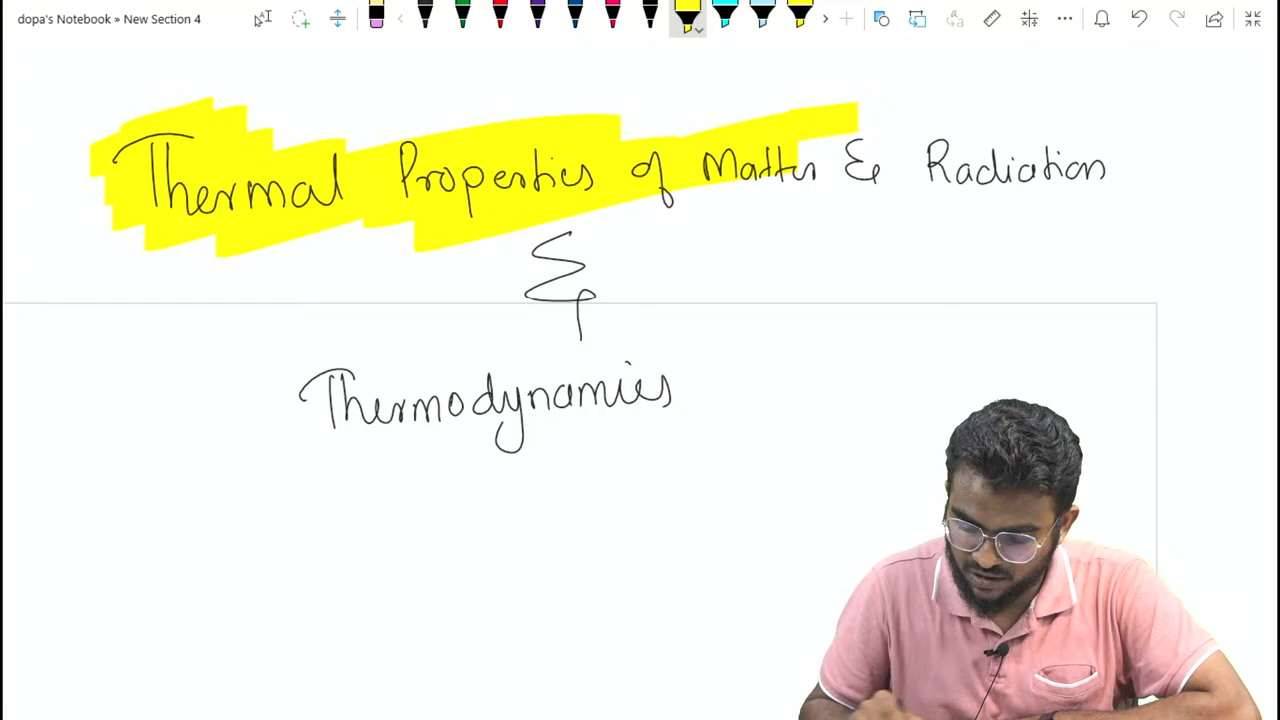 dopa's Notebook » New Section 4
Thermal Properties of Matter & Radiation
&
Thermodynamics